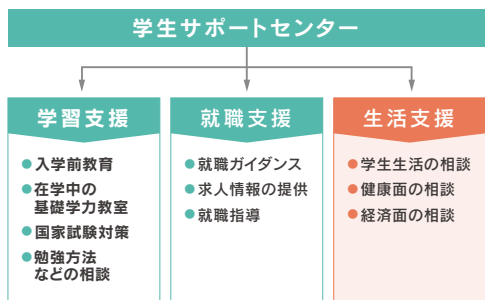 学生サポートセンター
学習支援
●入学前教育
●在学中の
基礎学力教室
●国家試験対策
●勉強方法
などの相談
就職支援
●就職ガイダンス
●求人情報の提供
●就職指導
生活支援
●学生生活の相談
●健康面の相談
●経済面の相談